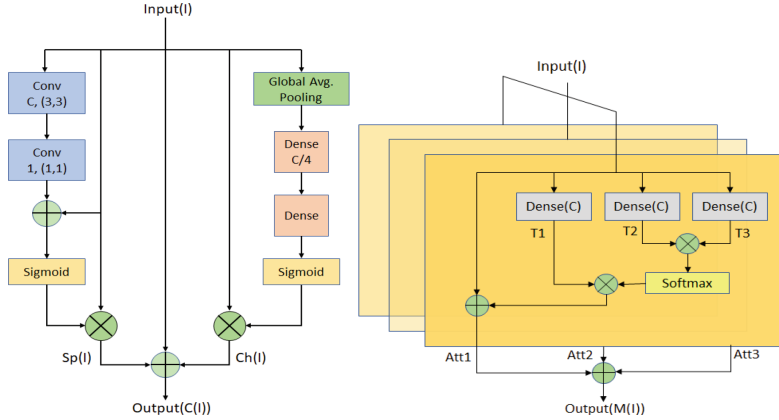 Input(I)
Conv
C, (3,3)
Conv
1, (1,1)
Sigmoid
Global Avg.
Pooling
Dense
C/4
Dense
Sigmoid
Sp(I)
Ch(I)
Output(C(I))
Input(I)
Dense(C)
Dense(C)
Dense(C)
T1
T2
T3
Softmax
Att1
Att2
Att3
Output(M(I))